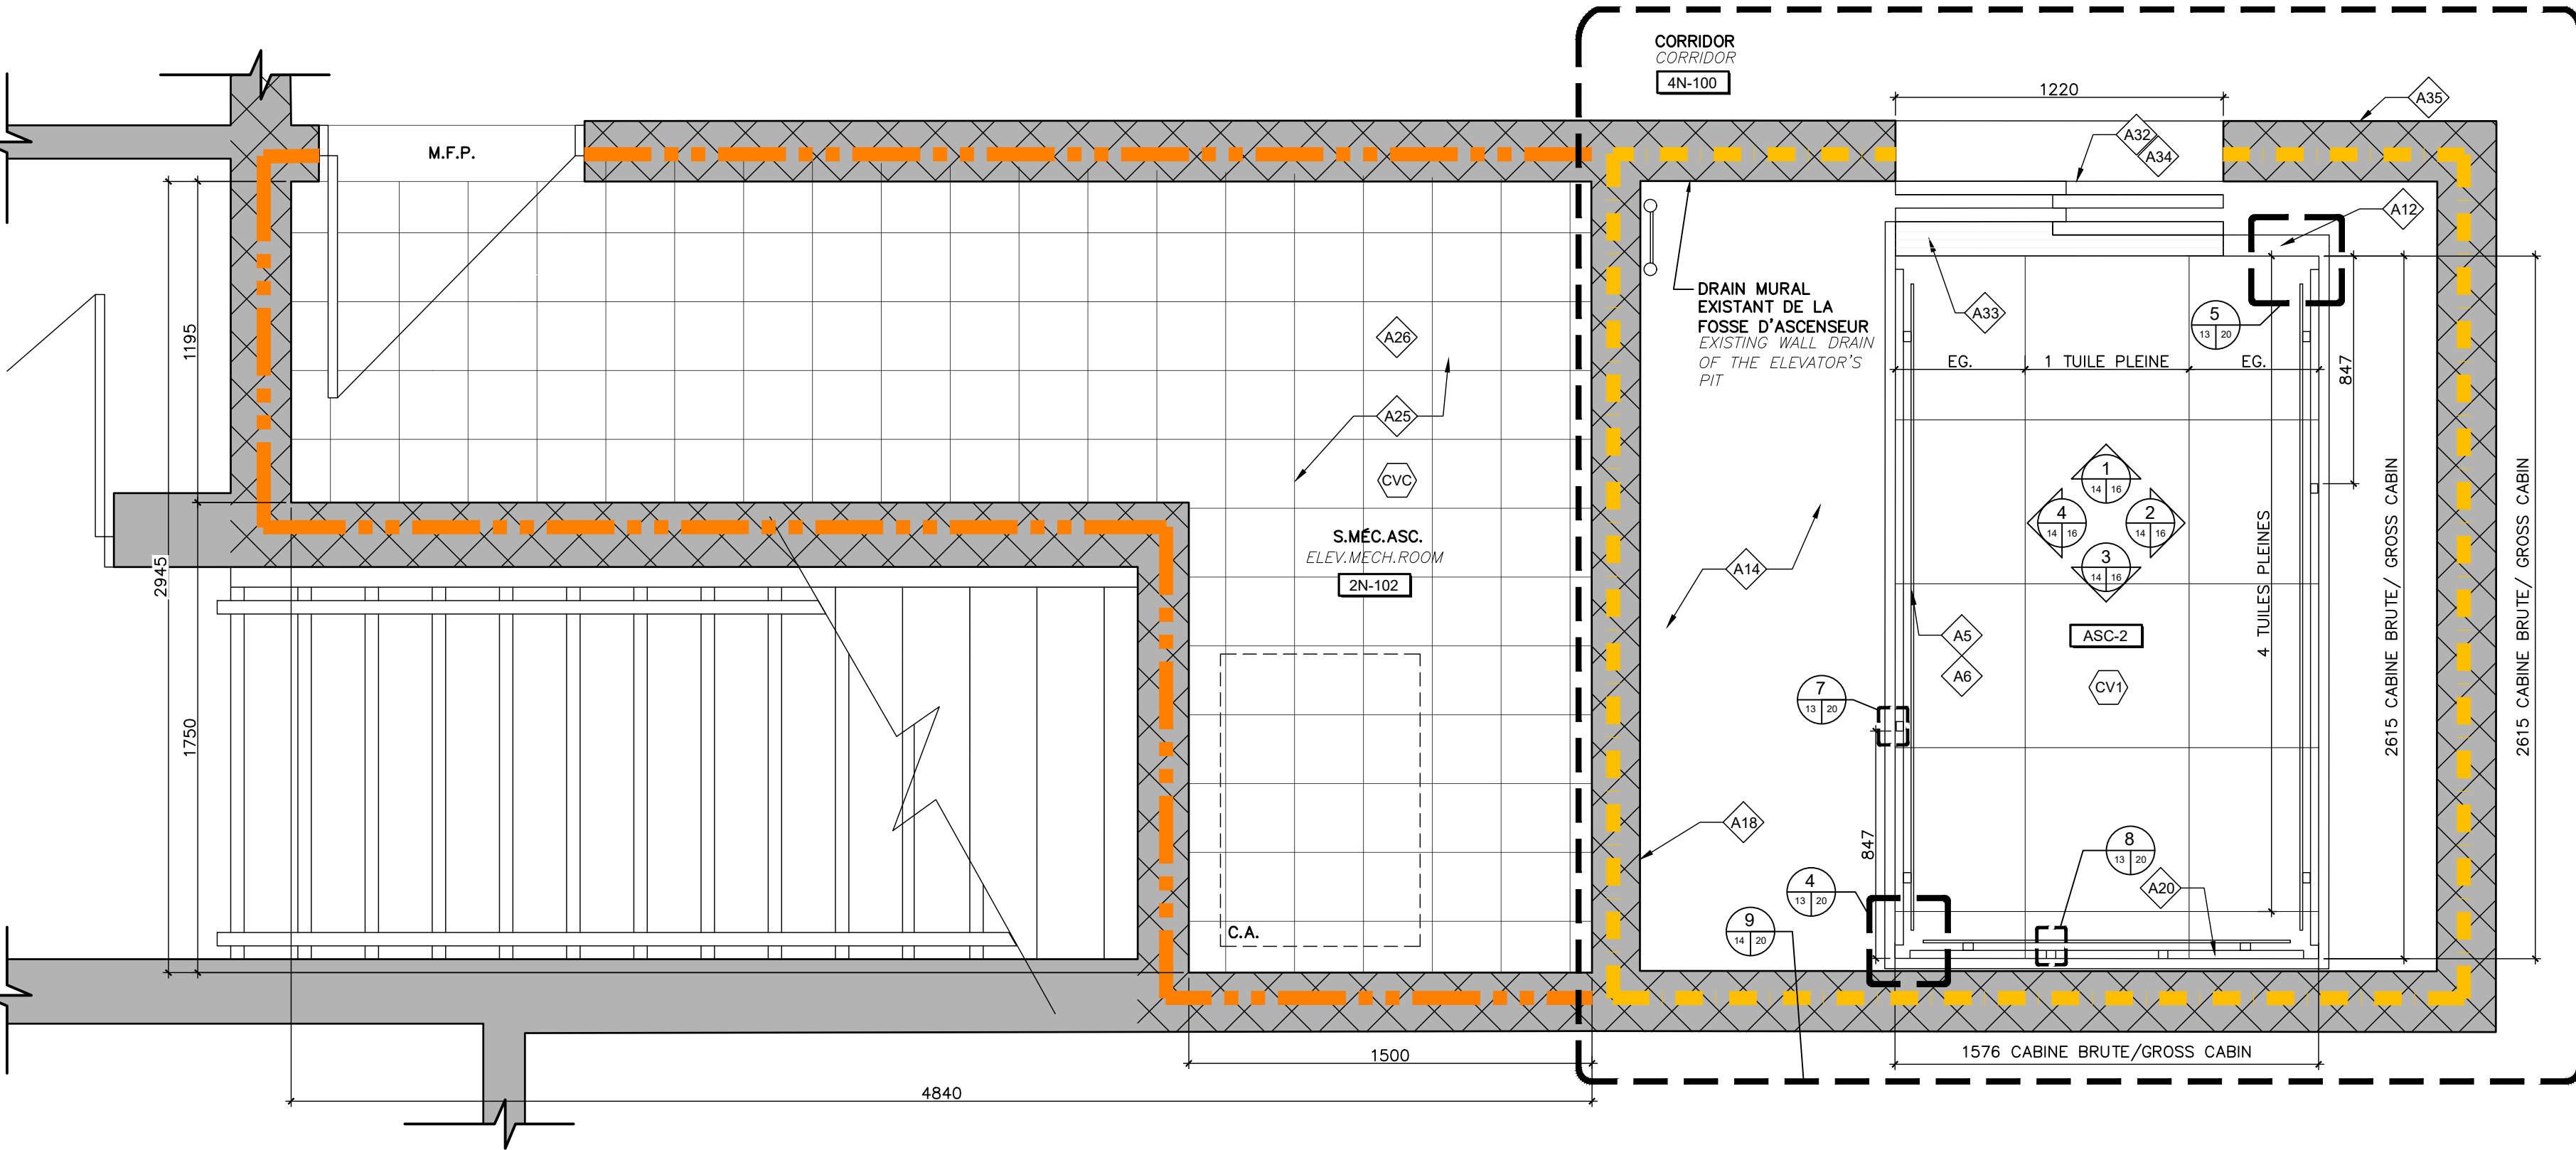 CORRIDOR
CORRIDOR
4N-100
1220
A35
A32
A34
M.F.P.
A12
DRAIN MURAL
EXISTANT DE LA
FOSSE D'ASCENSEUR
EXISTING WALL DRAIN
OF THE ELEVATOR'S
PIT
A33
5
13 20
1195
A26
EG.
1 TUILE PLEINE
EG.
847
A25
CVC
1
14 16
4
14 16
2
14 16
3
14 16
2615 CABINE BRUTE/ GROSS CABIN
2615 CABINE BRUTE/ GROSS CABIN
4 TUILES PLEINES
S.MÉC.ASC.
ELEV.MECH.ROOM
2N-102
A14
2945
A5
A6
ASC-2
CV1
7
13 20
1750
A18
847
8
13 20
4
13 20
A20
9
14 20
C.A.
1500
1576 CABINE BRUTE/GROSS CABIN
4840